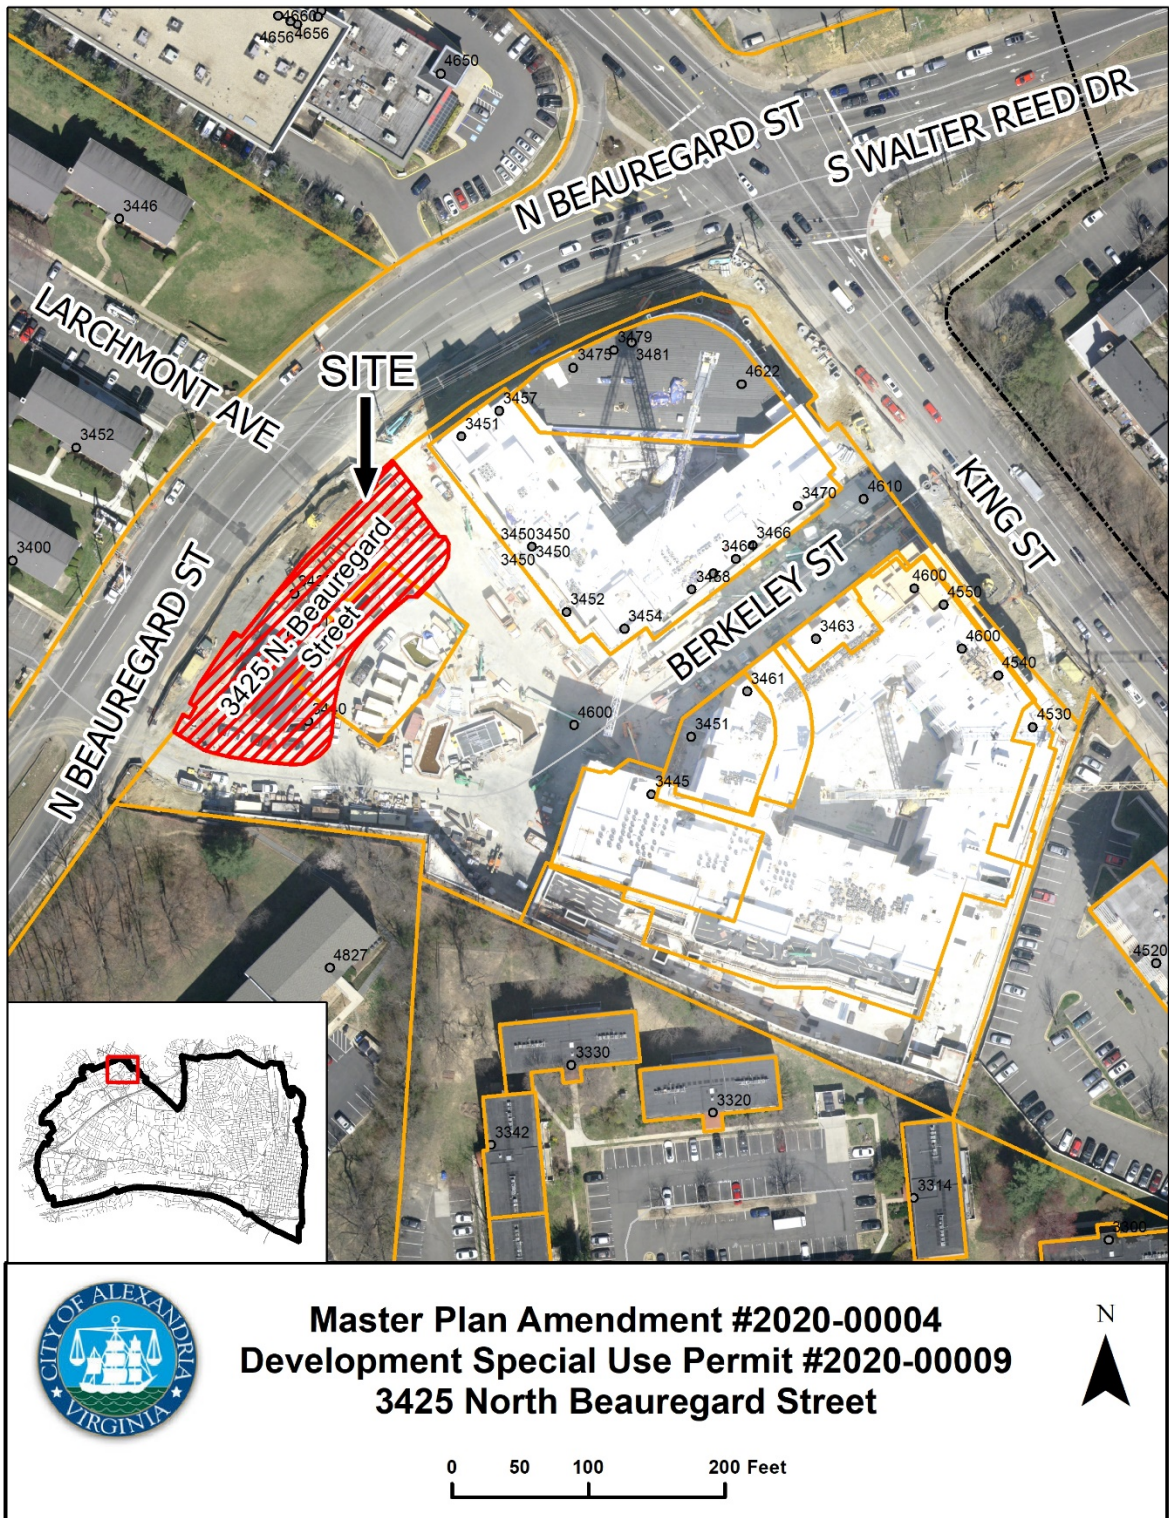 4660
4656
4656
4650
N BEAUREGARD ST
S WALTER REED DR
3446
LARCHMONT AVE
SITE
3479
3475
3481
4622
3457
3451
3452
3400
N BEAUREGARD ST
3425 N. Beauregard
Street
3450
3450
3450
3450
3470
4610
3466
3464
3458
3452
3454
KING ST
BERKELEY ST
4600
4550
3463
4600
4540
3461
4530
3451
4600
3445
4827
4520
3330
3320
3342
3314
3300
CITY OF ALEXANDRIA
VIRGINIA
Master Plan Amendment #2020-00004
Development Special Use Permit #2020-00009
3425 North Beauregard Street
N
0 50 100 200 Feet